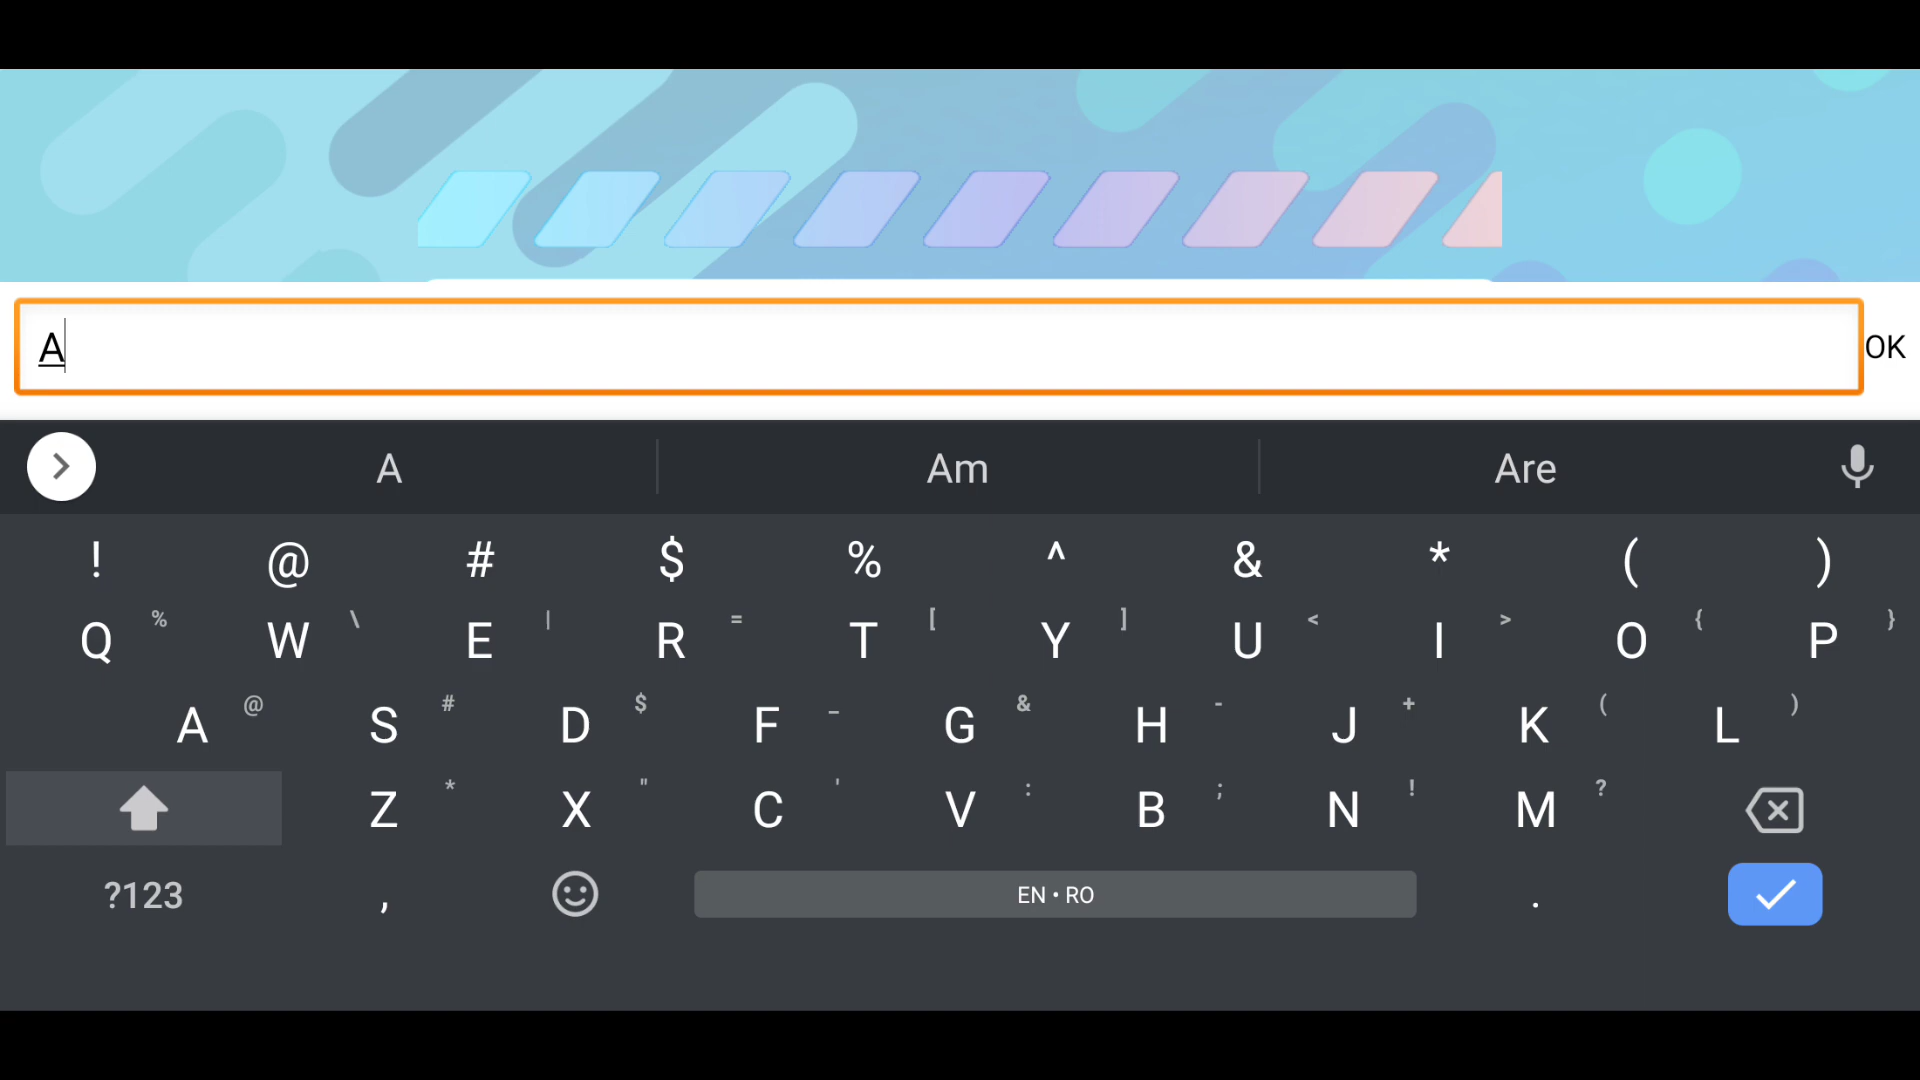 A OK
A Am Are
! @ # $ % ^ & * ( )
Q % W \ E | R = T [ Y ] U < I > O { P }
A @ S # D $ F _ G & H - J + K ( L )
Z * X " C ' V : B ; N ! M ?
?123 , EN • RO .